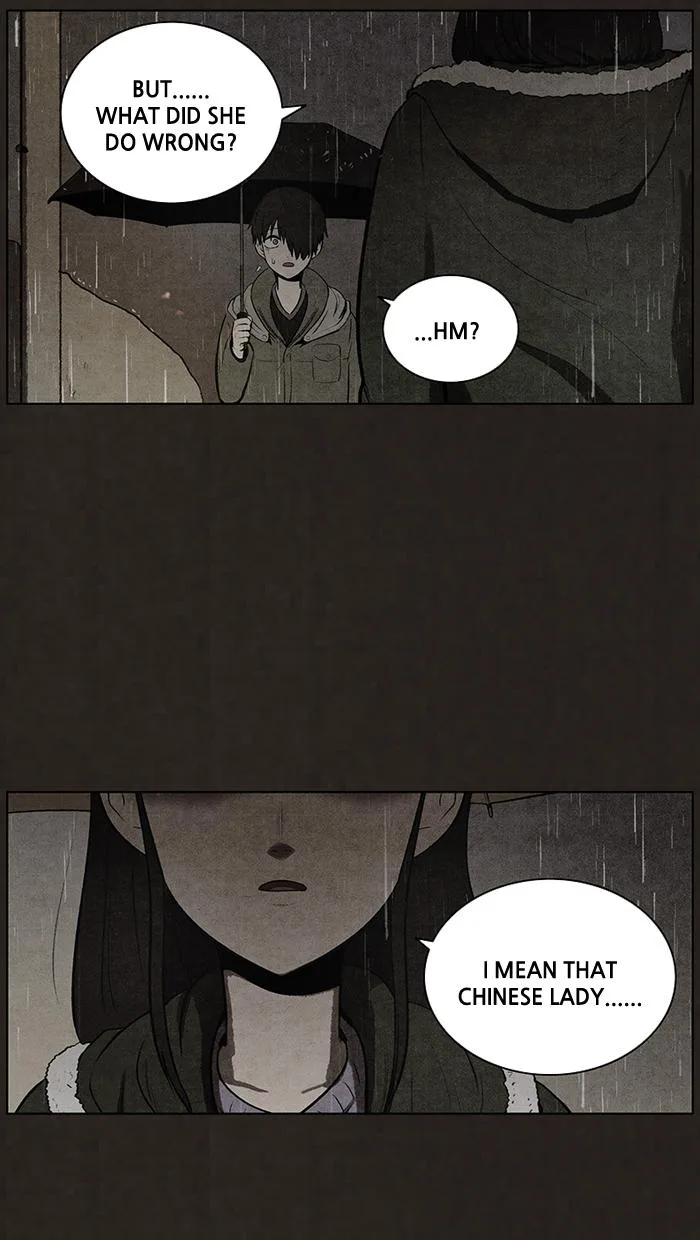 BUT......
WHAT DID SHE
DO WRONG?
...HM?
I MEAN THAT
CHINESE LADY......